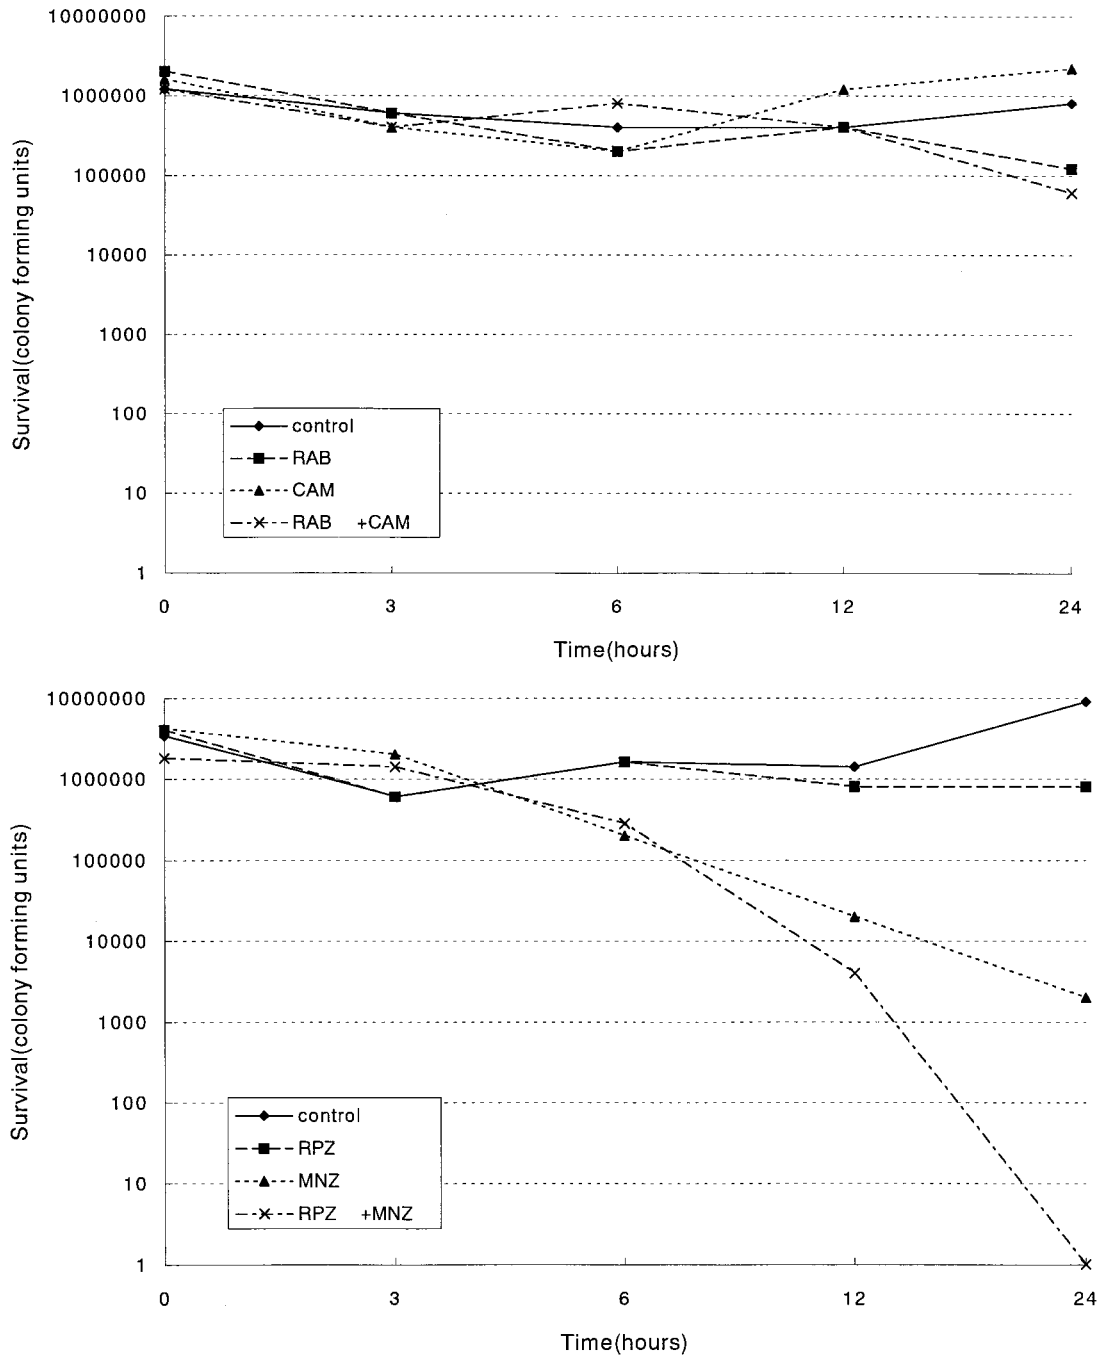 10000000
1000000
100000
10000
1000
100
10
1
Survival(colony forming units)
control
RAB
CAM
RAB +CAM
0 3 6 12 24
Time(hours)
10000000
1000000
100000
10000
1000
100
10
1
Survival(colony forming units)
control
RPZ
MNZ
RPZ +MNZ
0 3 6 12 24
Time(hours)